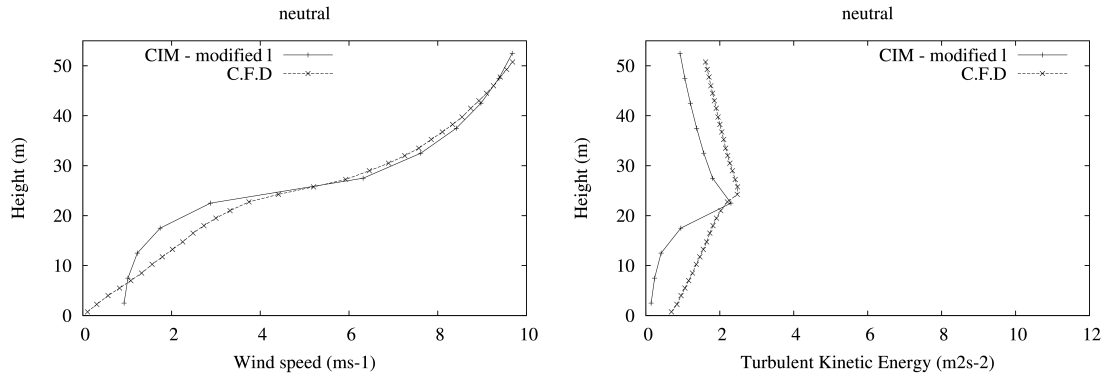 neutral
CIM - modified l
C.F.D
50
40
30
20
10
0
Height (m)
0 2 4 6 8 10
Wind speed (ms-1)
neutral
CIM - modified l
C.F.D
50
40
30
20
10
0
Height (m)
0 2 4 6 8 10 12
Turbulent Kinetic Energy (m2s-2)